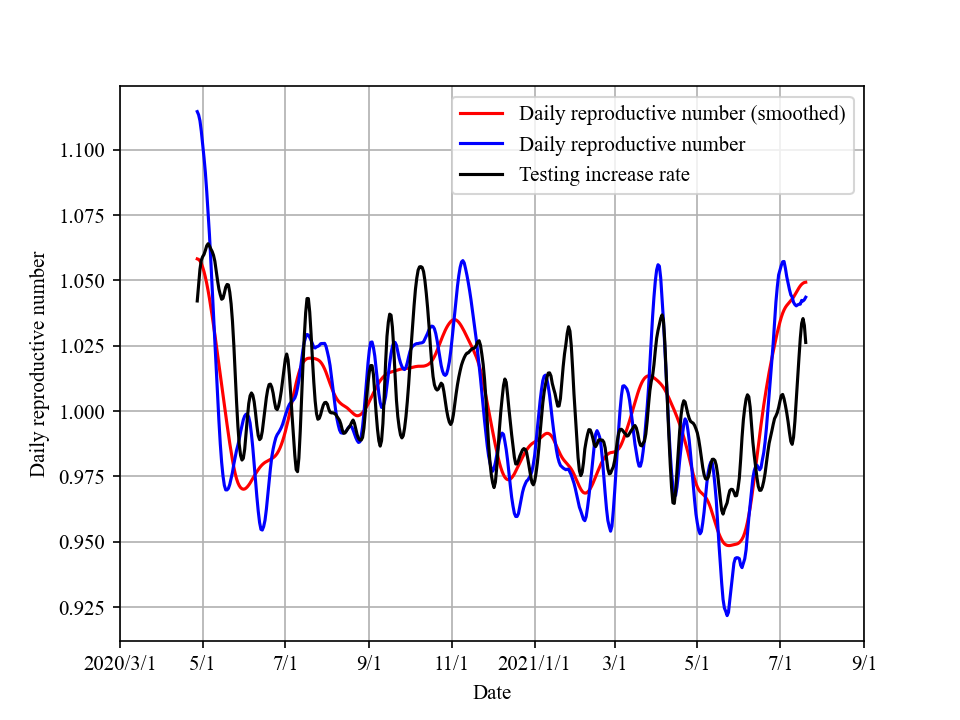 Daily reproductive number (smoothed)
Daily reproductive number
Testing increase rate
1.100
1.075
1.050
1.025
1.000
0.975
0.950
0.925
Daily reproductive number
2020/3/1 5/1 7/1 9/1 11/1 2021/1/1 3/1 5/1 7/1 9/1
Date